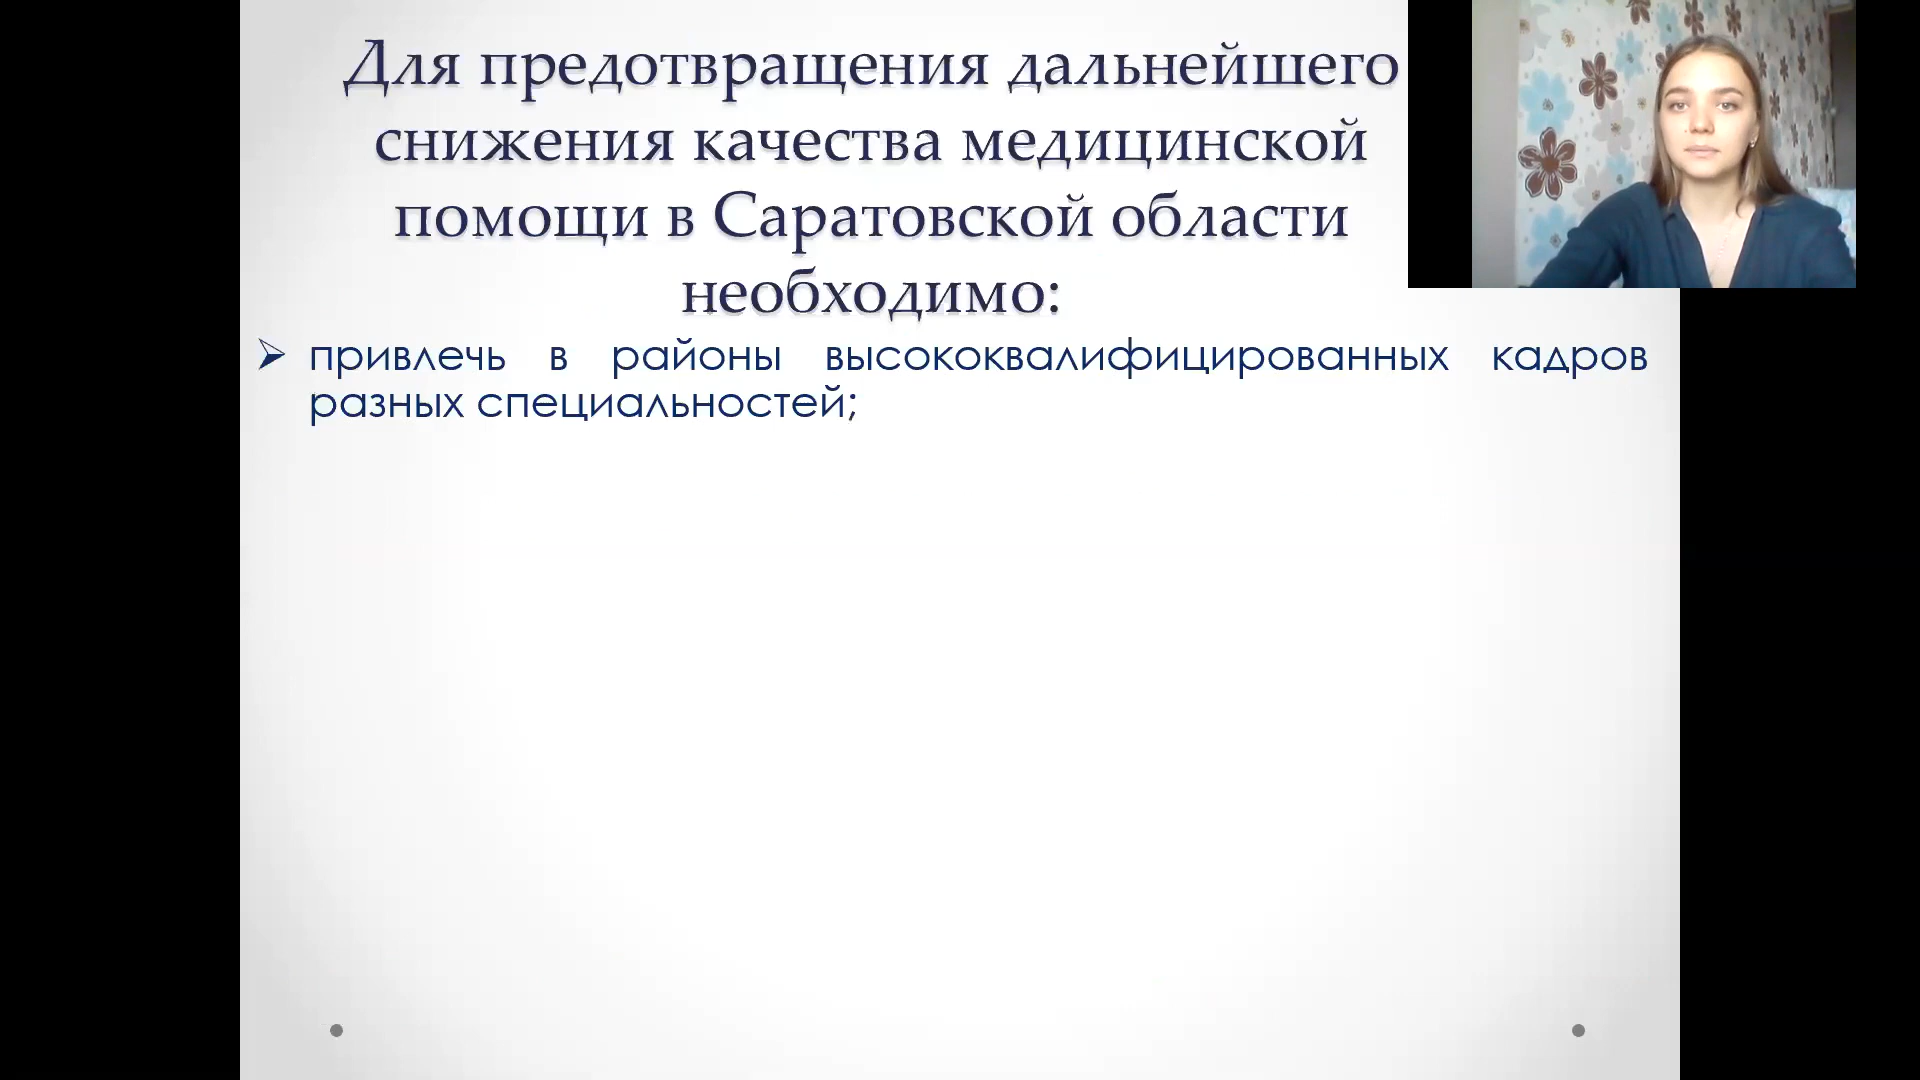 Для предотвращения дальнейшего
снижения качества медицинской
помощи в Саратовской области
необходимо:
привлечь в районы высококвалифицированных кадров
разных специальностей;